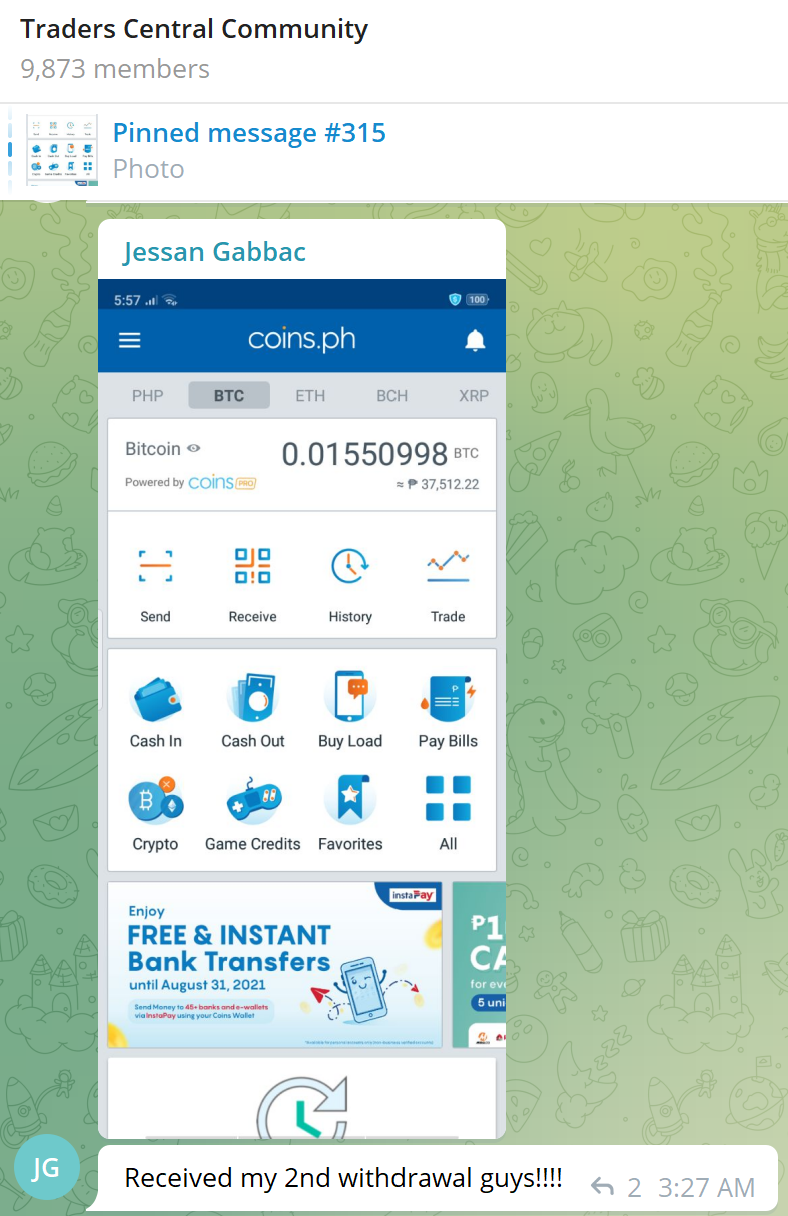 Traders Central Community
9,873 members
Pinned message #315
Photo
Jessan Gabbac
5:57 100
coins.ph
PHP BTC ETH BCH XRP
Bitcoin 0.01550998 BTC
Powered by coins PRO ≈ ₱ 37,512.22
Send Receive History Trade
Cash In Cash Out Buy Load Pay Bills
Crypto Game Credits Favorites All
instaPay
Enjoy
FREE & INSTANT
Bank Transfers
until August 31, 2021
Send Money to 45+ banks and e-wallets
via InstaPay using your Coins Wallet
₱1
CA
for ev
5 uni
JG
Received my 2nd withdrawal guys!!!! 2 3:27 AM